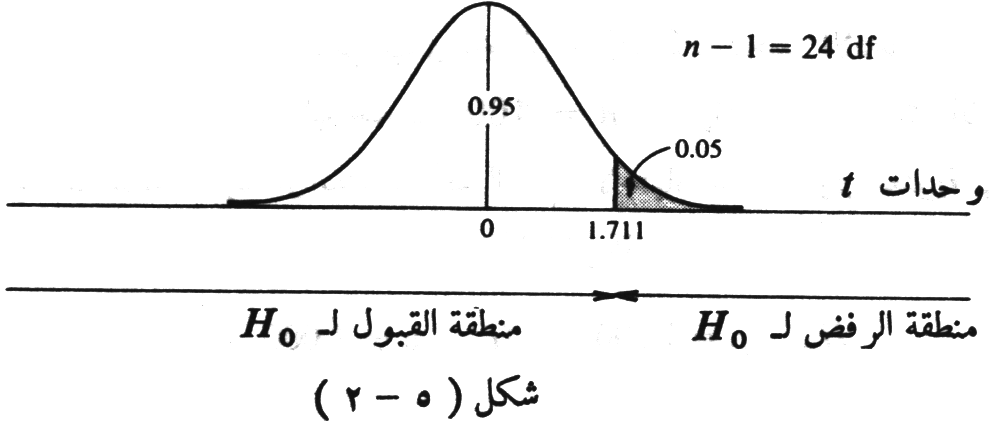 n − 1 = 24 df
0.95
0.05
وحدات t
0
1.711
منطقة الرفض لـ H₀
منطقة القبول لـ H₀
شكل ( ٥ − ٢ )